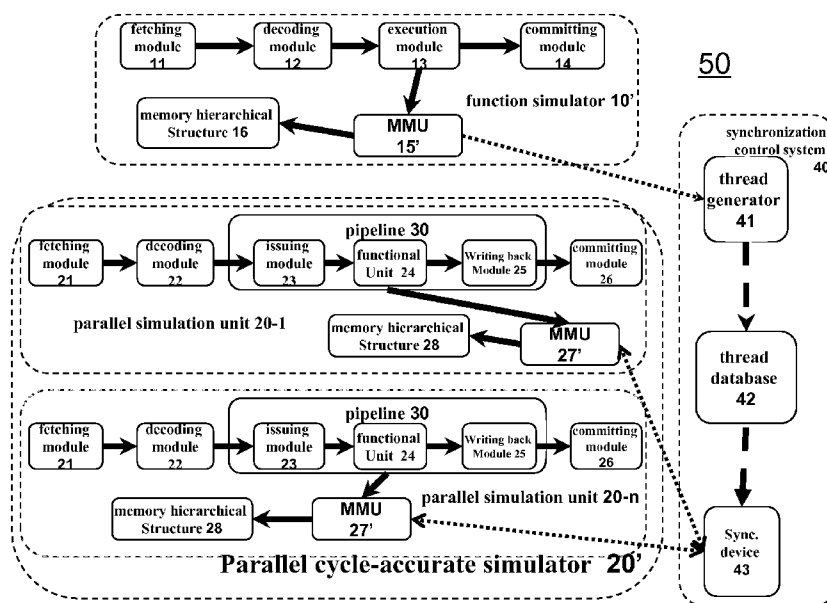 fetching module 11
decoding module 12
execution module 13
committing module 14
50
function simulator 10'
memory hierarchical Structure 16
MMU 15'
synchronization control system 40
thread generator 41
pipeline 30
fetching module 21
decoding module 22
issuing module 23
functional Unit 24
Writing back Module 25
committing module 26
parallel simulation unit 20-1
memory hierarchical Structure 28
MMU 27'
thread database 42
pipeline 30
fetching module 21
decoding module 22
issuing module 23
functional Unit 24
Writing back Module 25
committing module 26
memory hierarchical Structure 28
MMU 27'
parallel simulation unit 20-n
Sync. device 43
Parallel cycle-accurate simulator 20'